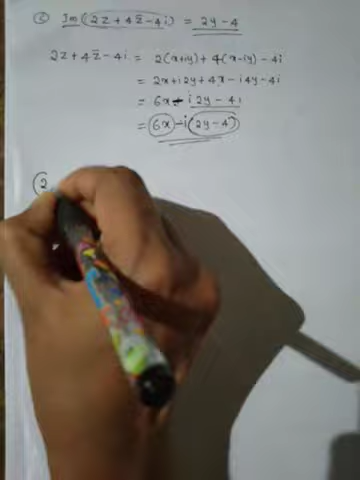 ⑤ Im (2z + 4z̄ - 4i) = 2y - 4
2z + 4z̄ - 4i = 2(x+iy) + 4(x-iy) - 4i
= 2x + i2y + 4x - i4y - 4i
= 6x - i2y - 4i
= 6x - i(2y - 4)
②